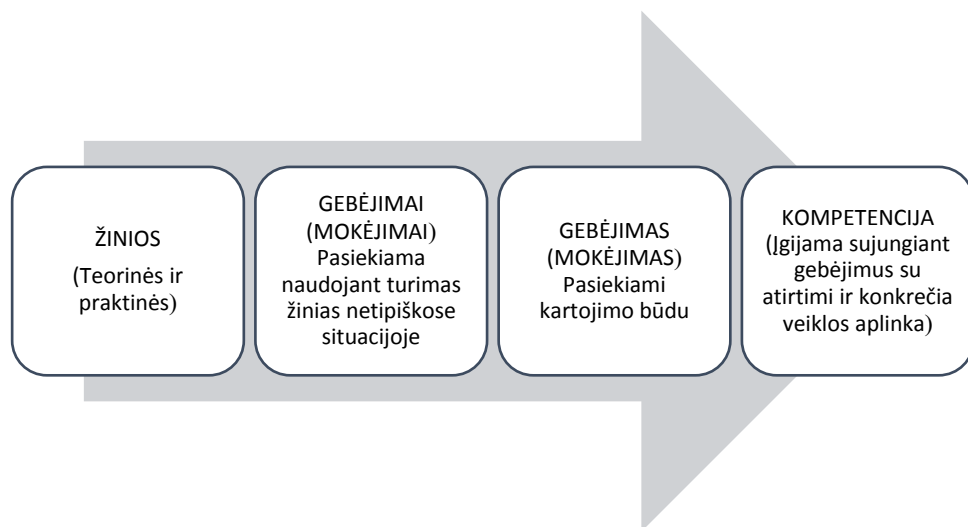 ŽINIOS
(Teorinės ir
praktinės)
GEBĖJIMAI
(MOKĖJIMAI)
Pasiekiama
naudojant turimas
žinias netipiškose
situacijoje
GEBĖJIMAS
(MOKĖJIMAS)
Pasiekiami
kartojimo būdu
KOMPETENCIJA
(Įgijama sujungiant
gebėjimus su
atirtimi ir konkrečia
veiklos aplinka)